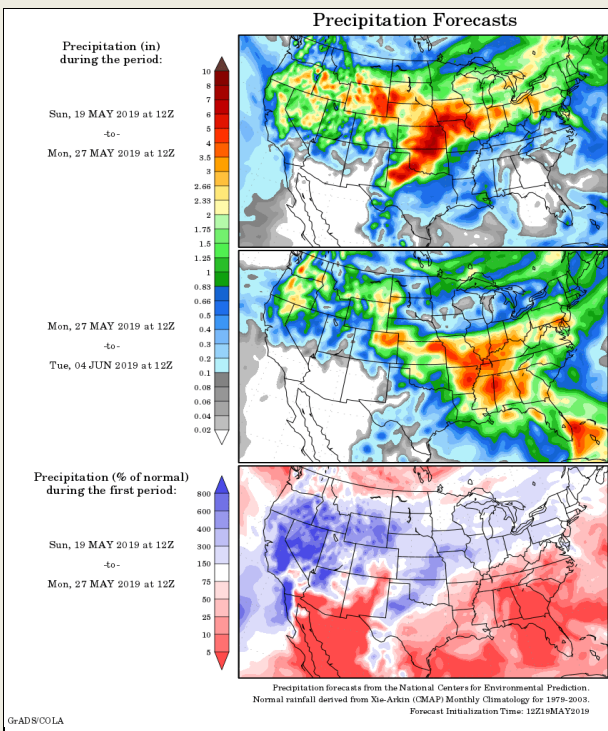 Precipitation Forecasts
Precipitation (in)
during the period:
Sun, 19 MAY 2019 at 12Z
-to-
Mon, 27 MAY 2019 at 12Z
10
8
7
6
5
4
3.5
3
2.66
2.33
2
1.75
1.5
1.25
1
0.83
0.66
0.5
0.4
0.3
0.2
0.1
0.08
0.06
0.04
0.02
Mon, 27 MAY 2019 at 12Z
-to-
Tue, 04 JUN 2019 at 12Z
Precipitation (% of normal)
during the first period:
Sun, 19 MAY 2019 at 12Z
-to-
Mon, 27 MAY 2019 at 12Z
800
600
400
300
150
75
50
25
10
5
Precipitation forecasts from the National Centers for Environmental Prediction.
Normal rainfall derived from Xie-Arkin (CMAP) Monthly Climatology for 1979-2003.
Forecast Initialization Time: 12Z19MAY2019
GrADS/COLA